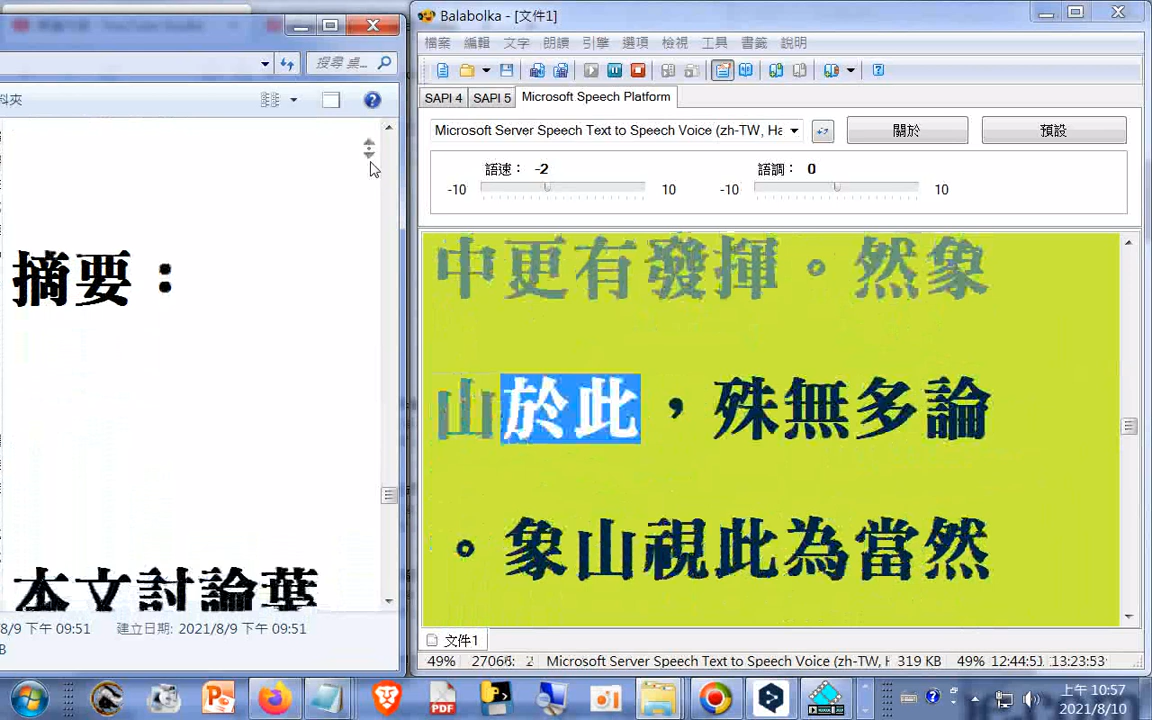 Balabolka - [文件1]
檔案 編輯 文字 朗讀 引擎 選項 檢視 工具 書籤 說明
SAPI 4 SAPI 5 Microsoft Speech Platform
Microsoft Server Speech Text to Speech Voice (zh-TW, Ha
關於 預設
語速： -2 語調： 0
-10 10 -10 10
中更有發揮。然象
山於此，殊無多論
。象山視此為當然
文件1
49% Microsoft Server Speech Text to Speech Voice (zh-TW, H 319 KB 49%
搜尋 桌...
料夾
摘要：
本文討論葉
8/9 下午 09:51 建立日期: 2021/8/9 下午 09:51
B
PDF
上午 10:57
2021/8/10